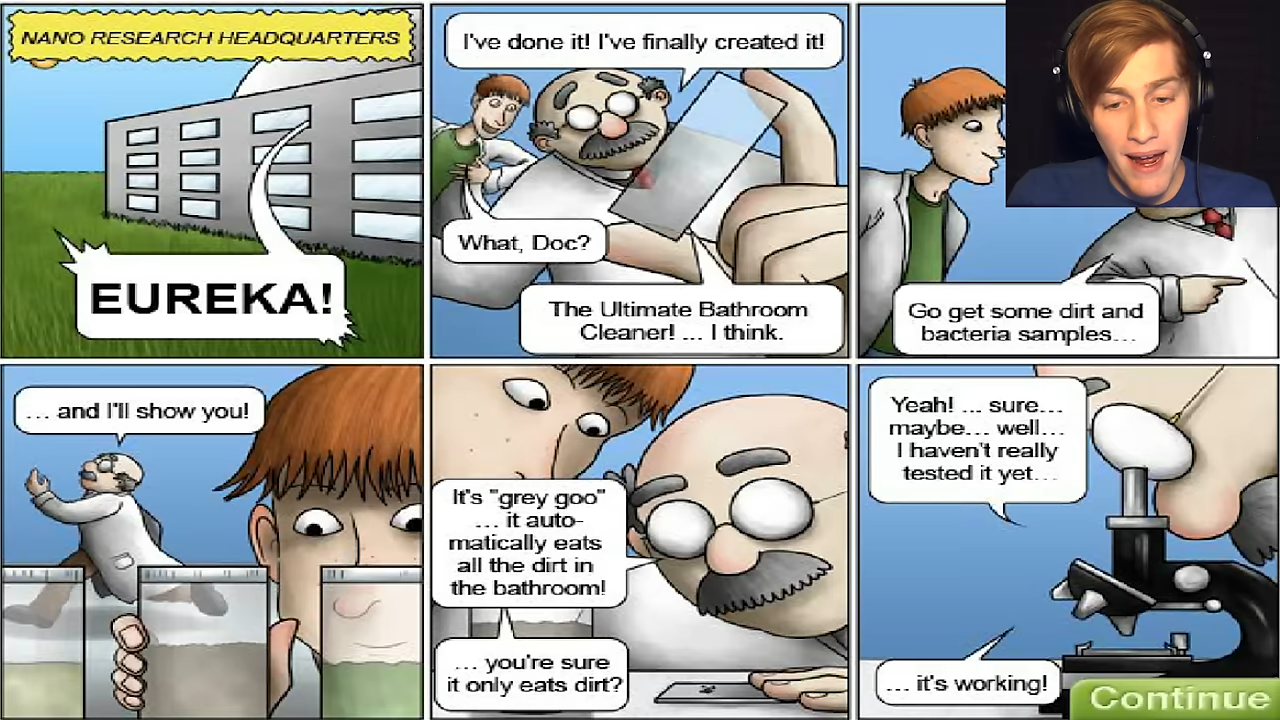 NANO RESEARCH HEADQUARTERS
EUREKA!
I've done it! I've finally created it!
What, Doc?
The Ultimate Bathroom
Cleaner! ... I think.
Go get some dirt and
bacteria samples...
... and I'll show you!
It's "grey goo"
... it auto-
matically eats
all the dirt in
the bathroom!
... you're sure
it only eats dirt?
Yeah! ... sure...
maybe... well...
I haven't really
tested it yet...
... it's working!
Continue